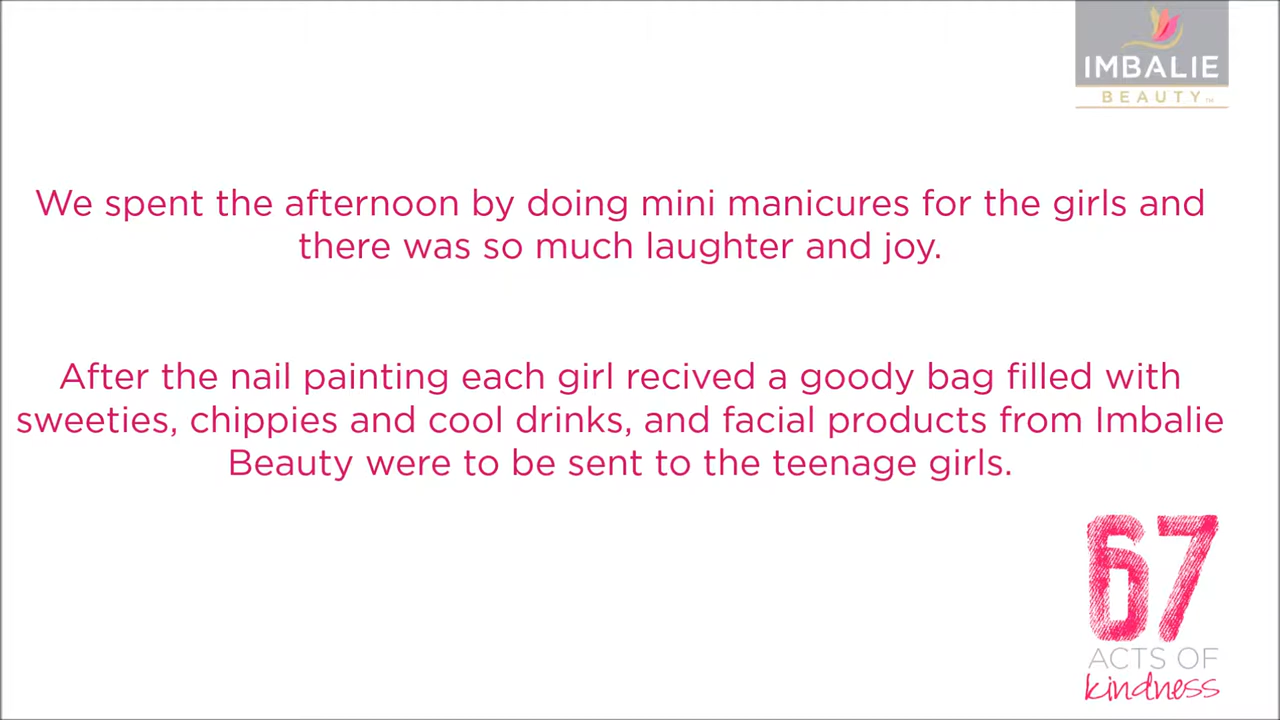 IMBALIE
BEAUTY™
We spent the afternoon by doing mini manicures for the girls and
there was so much laughter and joy.
After the nail painting each girl recived a goody bag filled with
sweeties, chippies and cool drinks, and facial products from Imbalie
Beauty were to be sent to the teenage girls.
67
ACTS OF
kindness